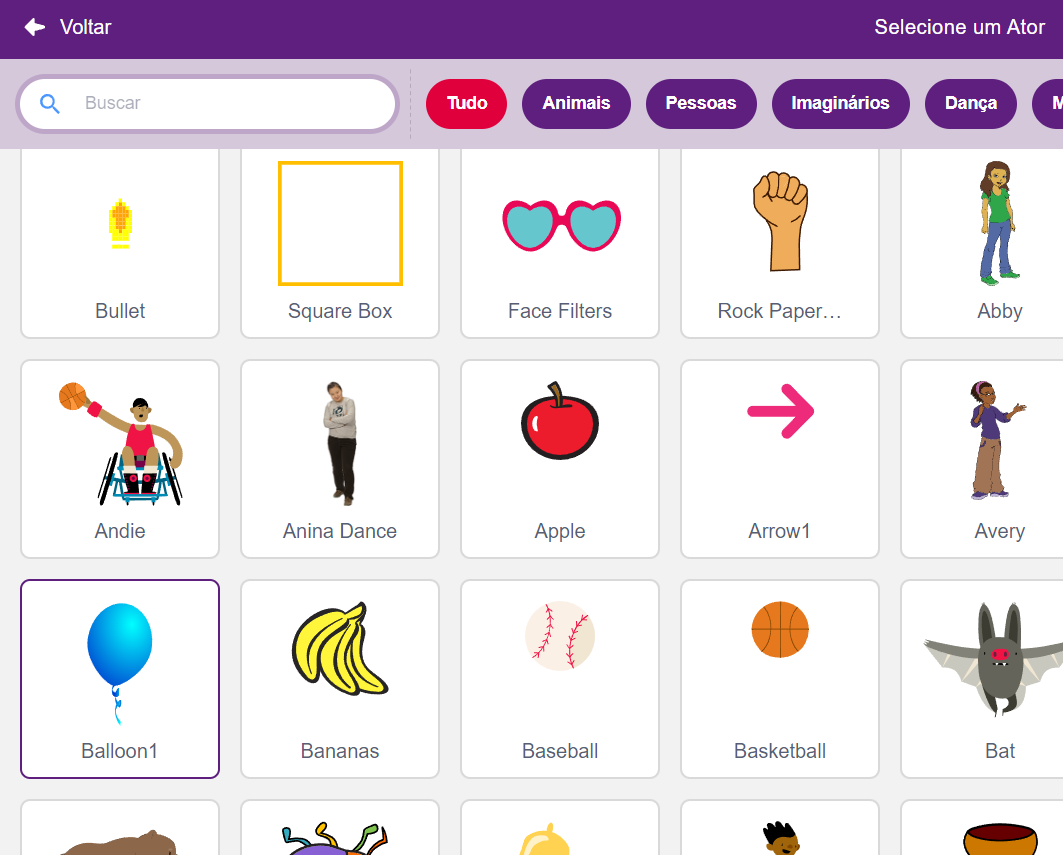 Voltar
Selecione um Ator
Buscar
Tudo
Animais
Pessoas
Imaginários
Dança
Bullet
Square Box
Face Filters
Rock Paper…
Abby
Andie
Anina Dance
Apple
Arrow1
Avery
Balloon1
Bananas
Baseball
Basketball
Bat